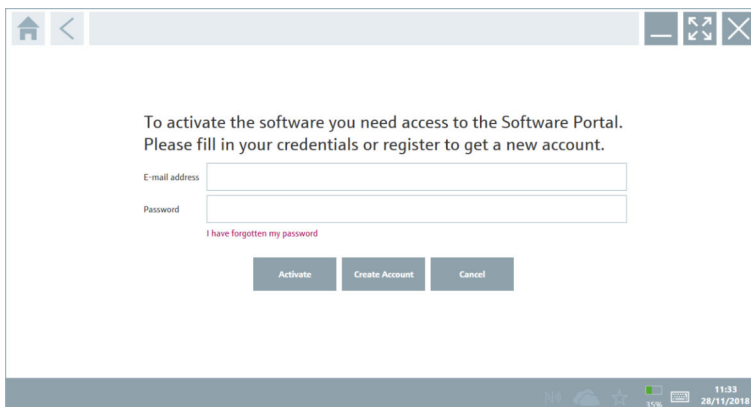 To activate the software you need access to the Software Portal.
Please fill in your credentials or register to get a new account.
E-mail address
Password
I have forgotten my password
Activate
Create Account
Cancel
35%
11:33
28/11/2018